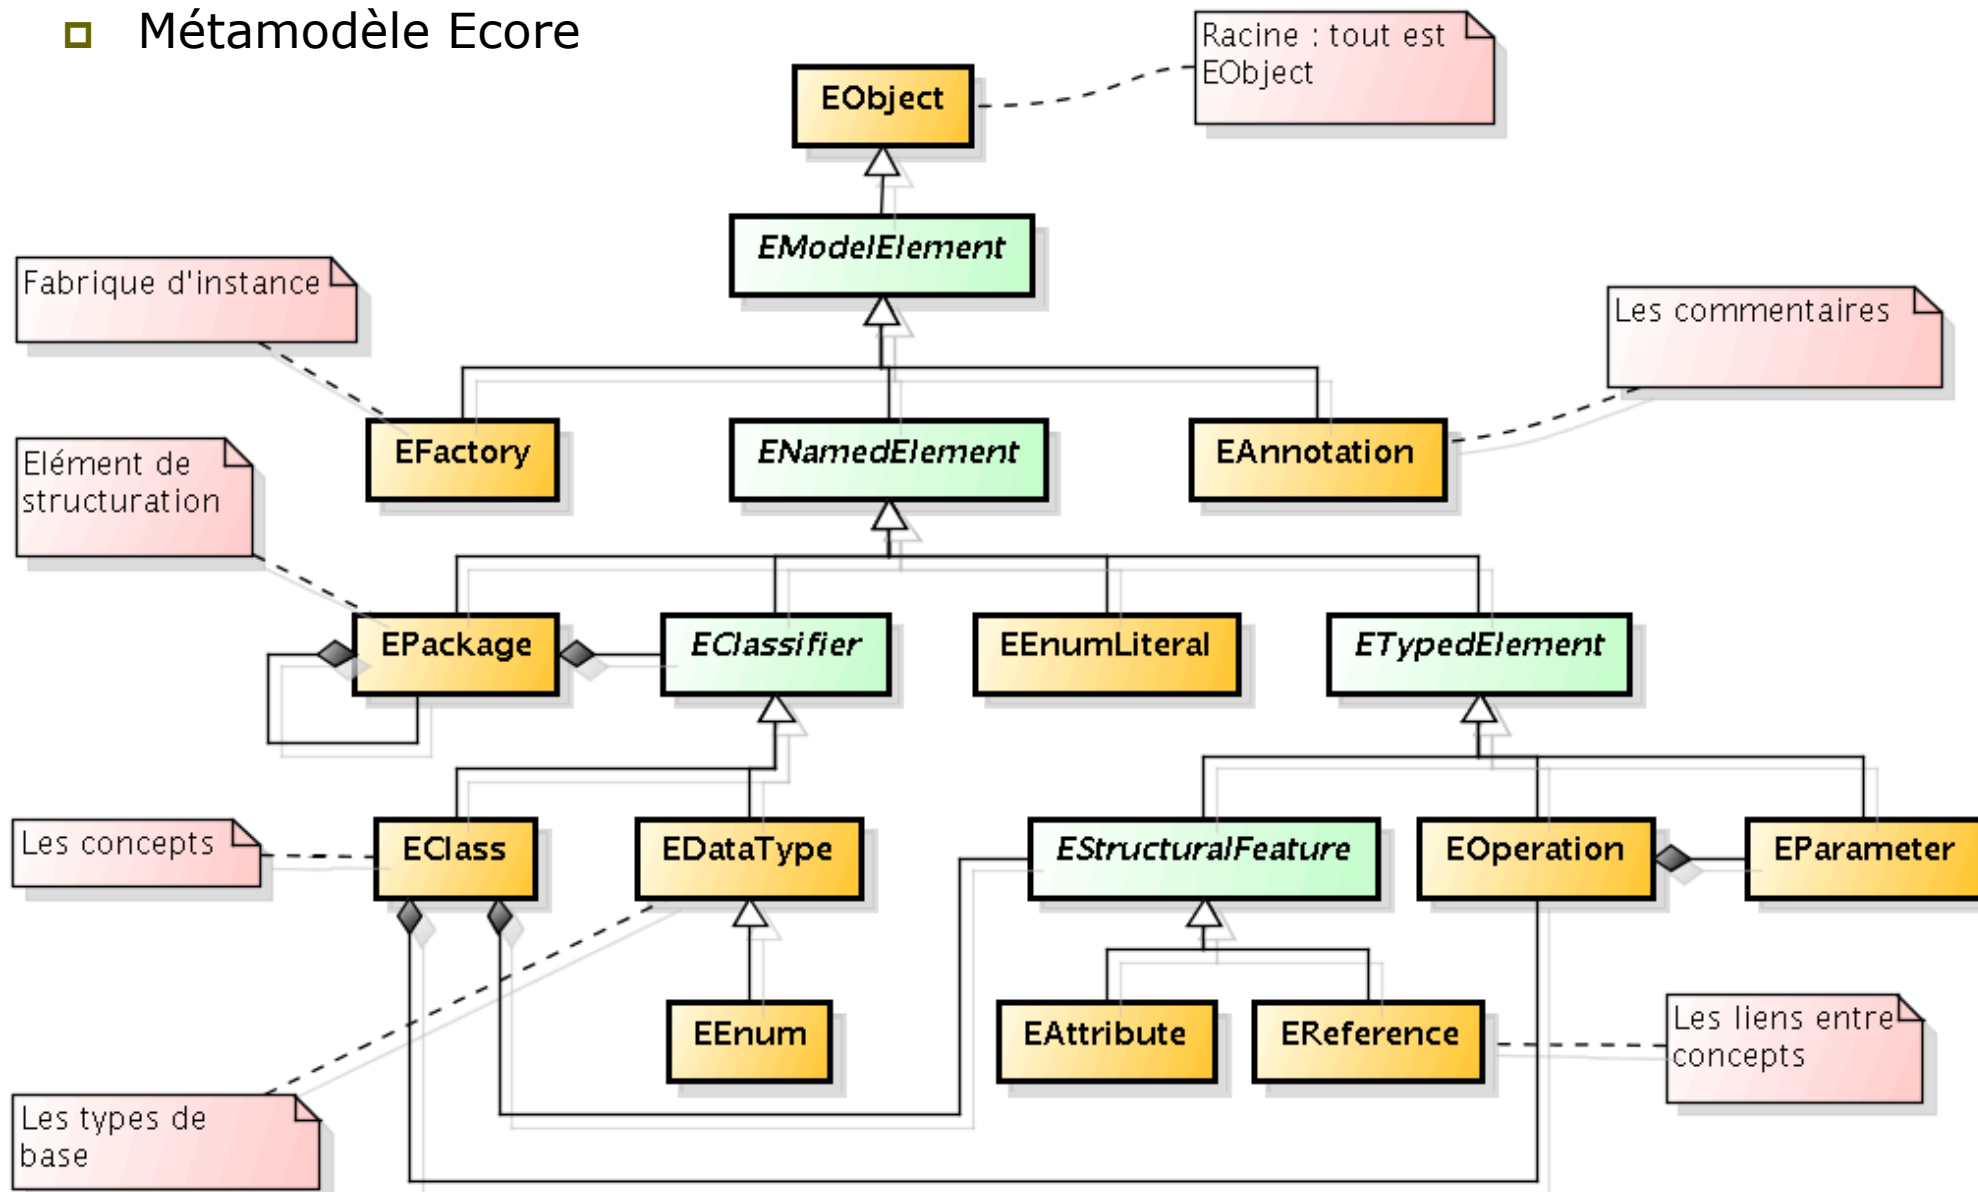 Métamodèle Ecore
Racine : tout est
EObject
EObject
EModelElement
Fabrique d'instance
Les commentaires
EFactory
ENamedElement
EAnnotation
Elément de
structuration
EPackage
EClassifier
EEnumLiteral
ETypedElement
Les concepts
EClass
EDataType
EStructuralFeature
EOperation
EParameter
EEnum
EAttribute
EReference
Les liens entre
concepts
Les types de
base